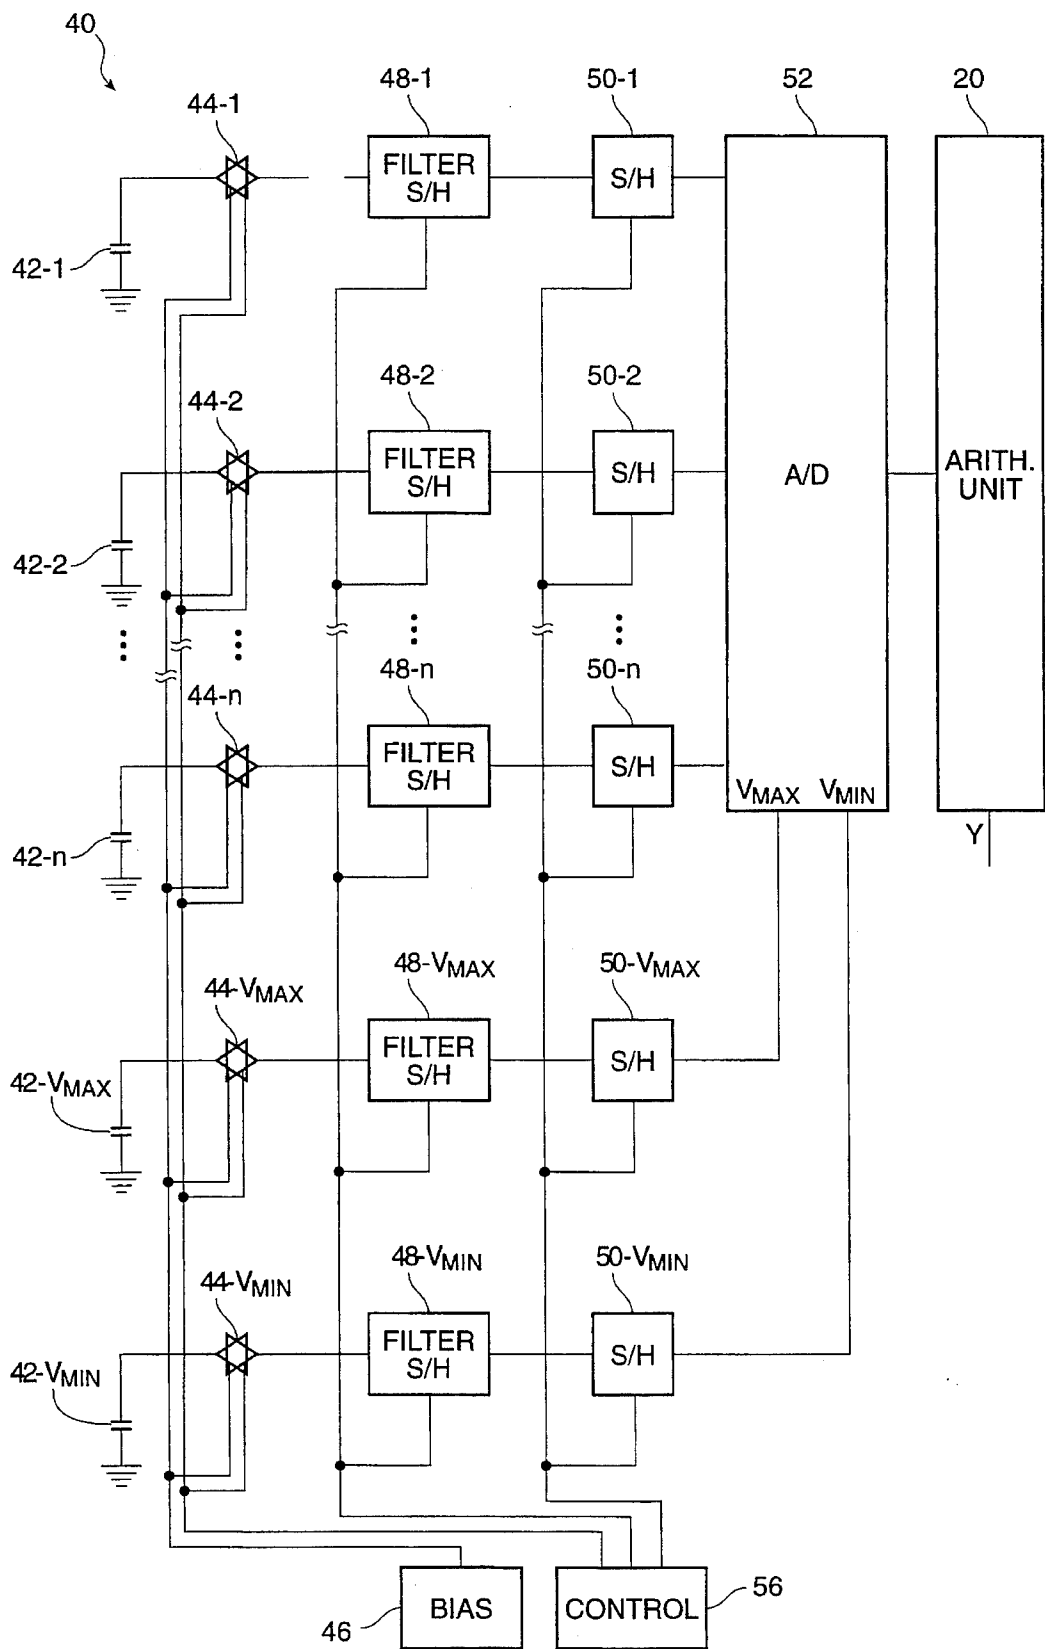 40
44-1
48-1
50-1
52
20
FILTER
S/H
S/H
42-1
44-2
48-2
50-2
FILTER
S/H
S/H
A/D
ARITH.
UNIT
42-2
44-n
48-n
50-n
FILTER
S/H
S/H
VMAX VMIN
Y
42-n
44-VMAX
48-VMAX
50-VMAX
FILTER
S/H
S/H
42-VMAX
44-VMIN
48-VMIN
50-VMIN
FILTER
S/H
S/H
42-VMIN
46
BIAS
CONTROL
56